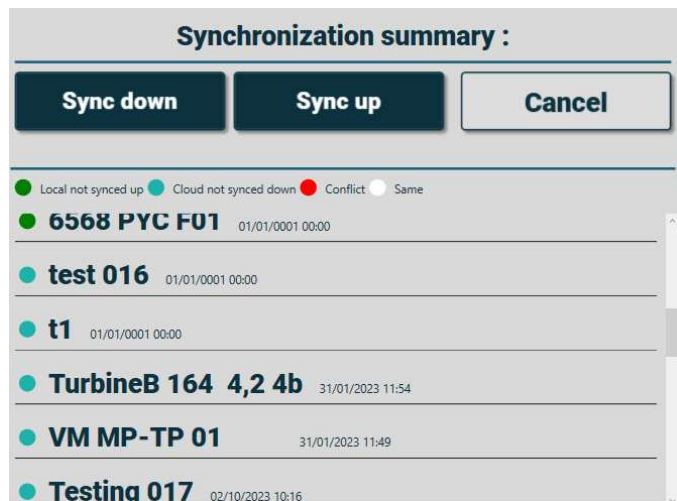 Synchronization summary :
Sync down Sync up Cancel
Local not synced up Cloud not synced down Conflict Same
6568 PYC F01 01/01/0001 00:00
test 016 01/01/0001 00:00
t1 01/01/0001 00:00
TurbineB 164 4,2 4b 31/01/2023 11:54
VM MP-TP 01 31/01/2023 11:49
Testing 017 02/10/2023 10:16